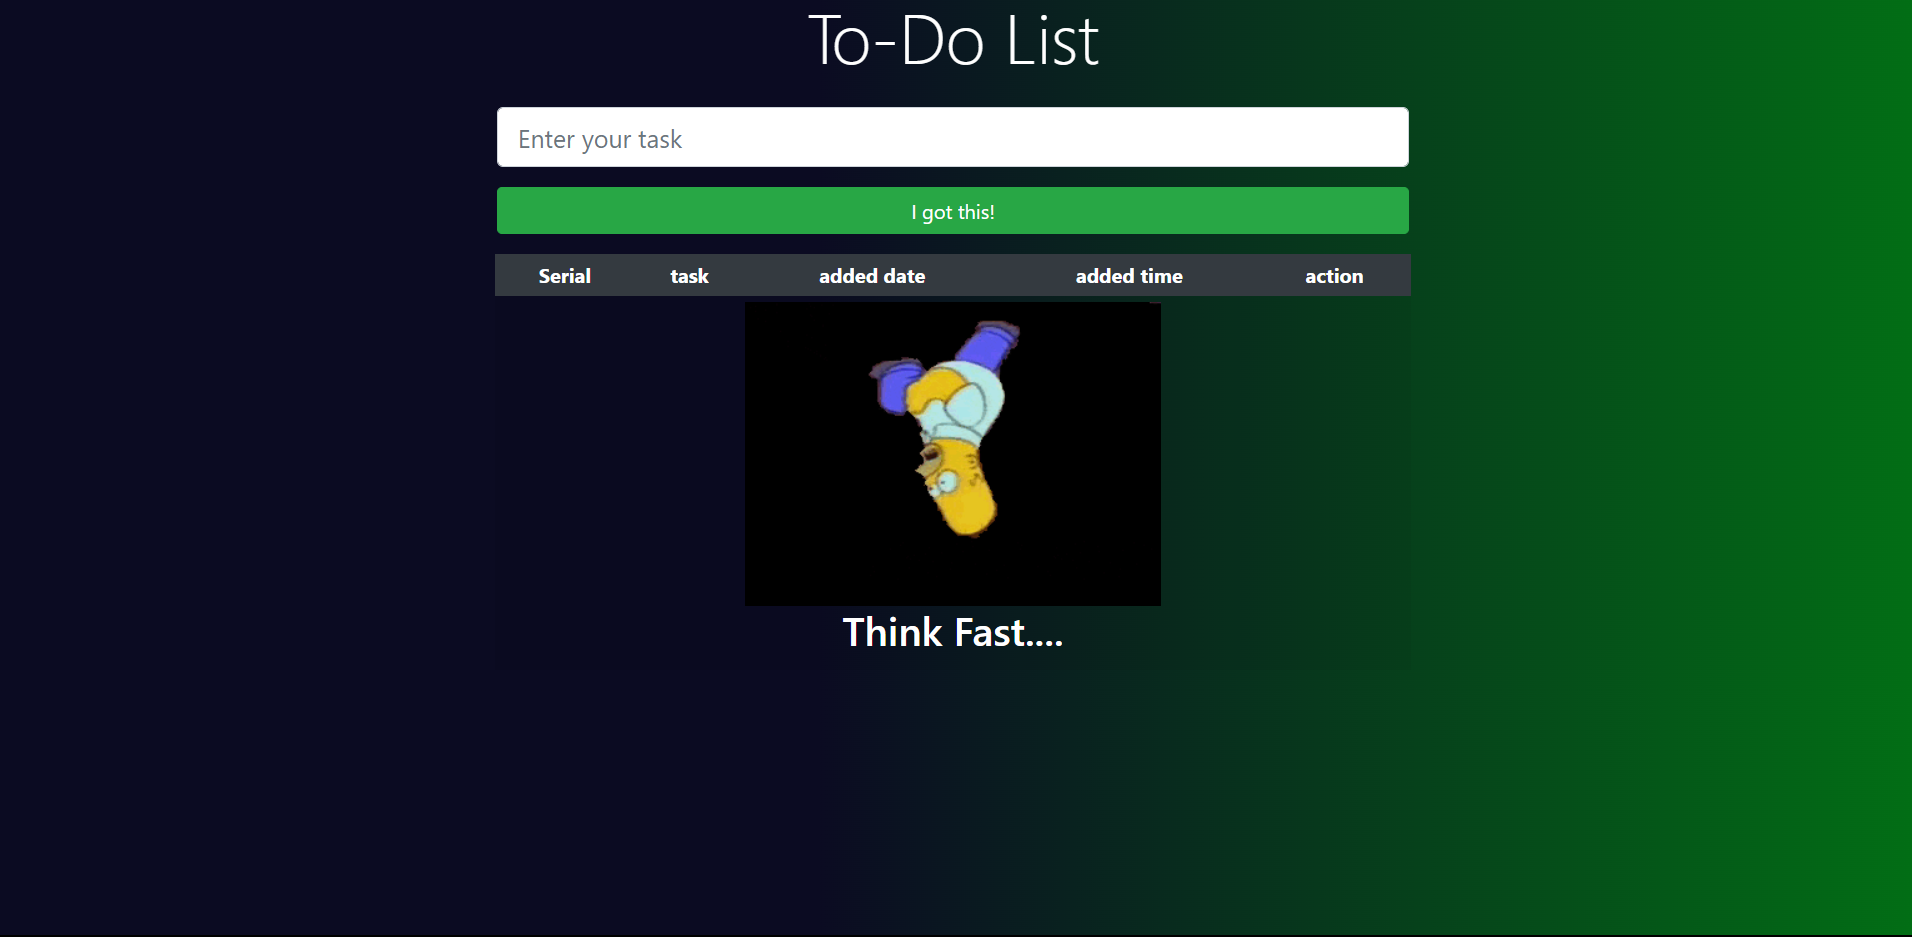 To-Do List
Enter your task
I got this!
Serial task added date added time action
Think Fast....